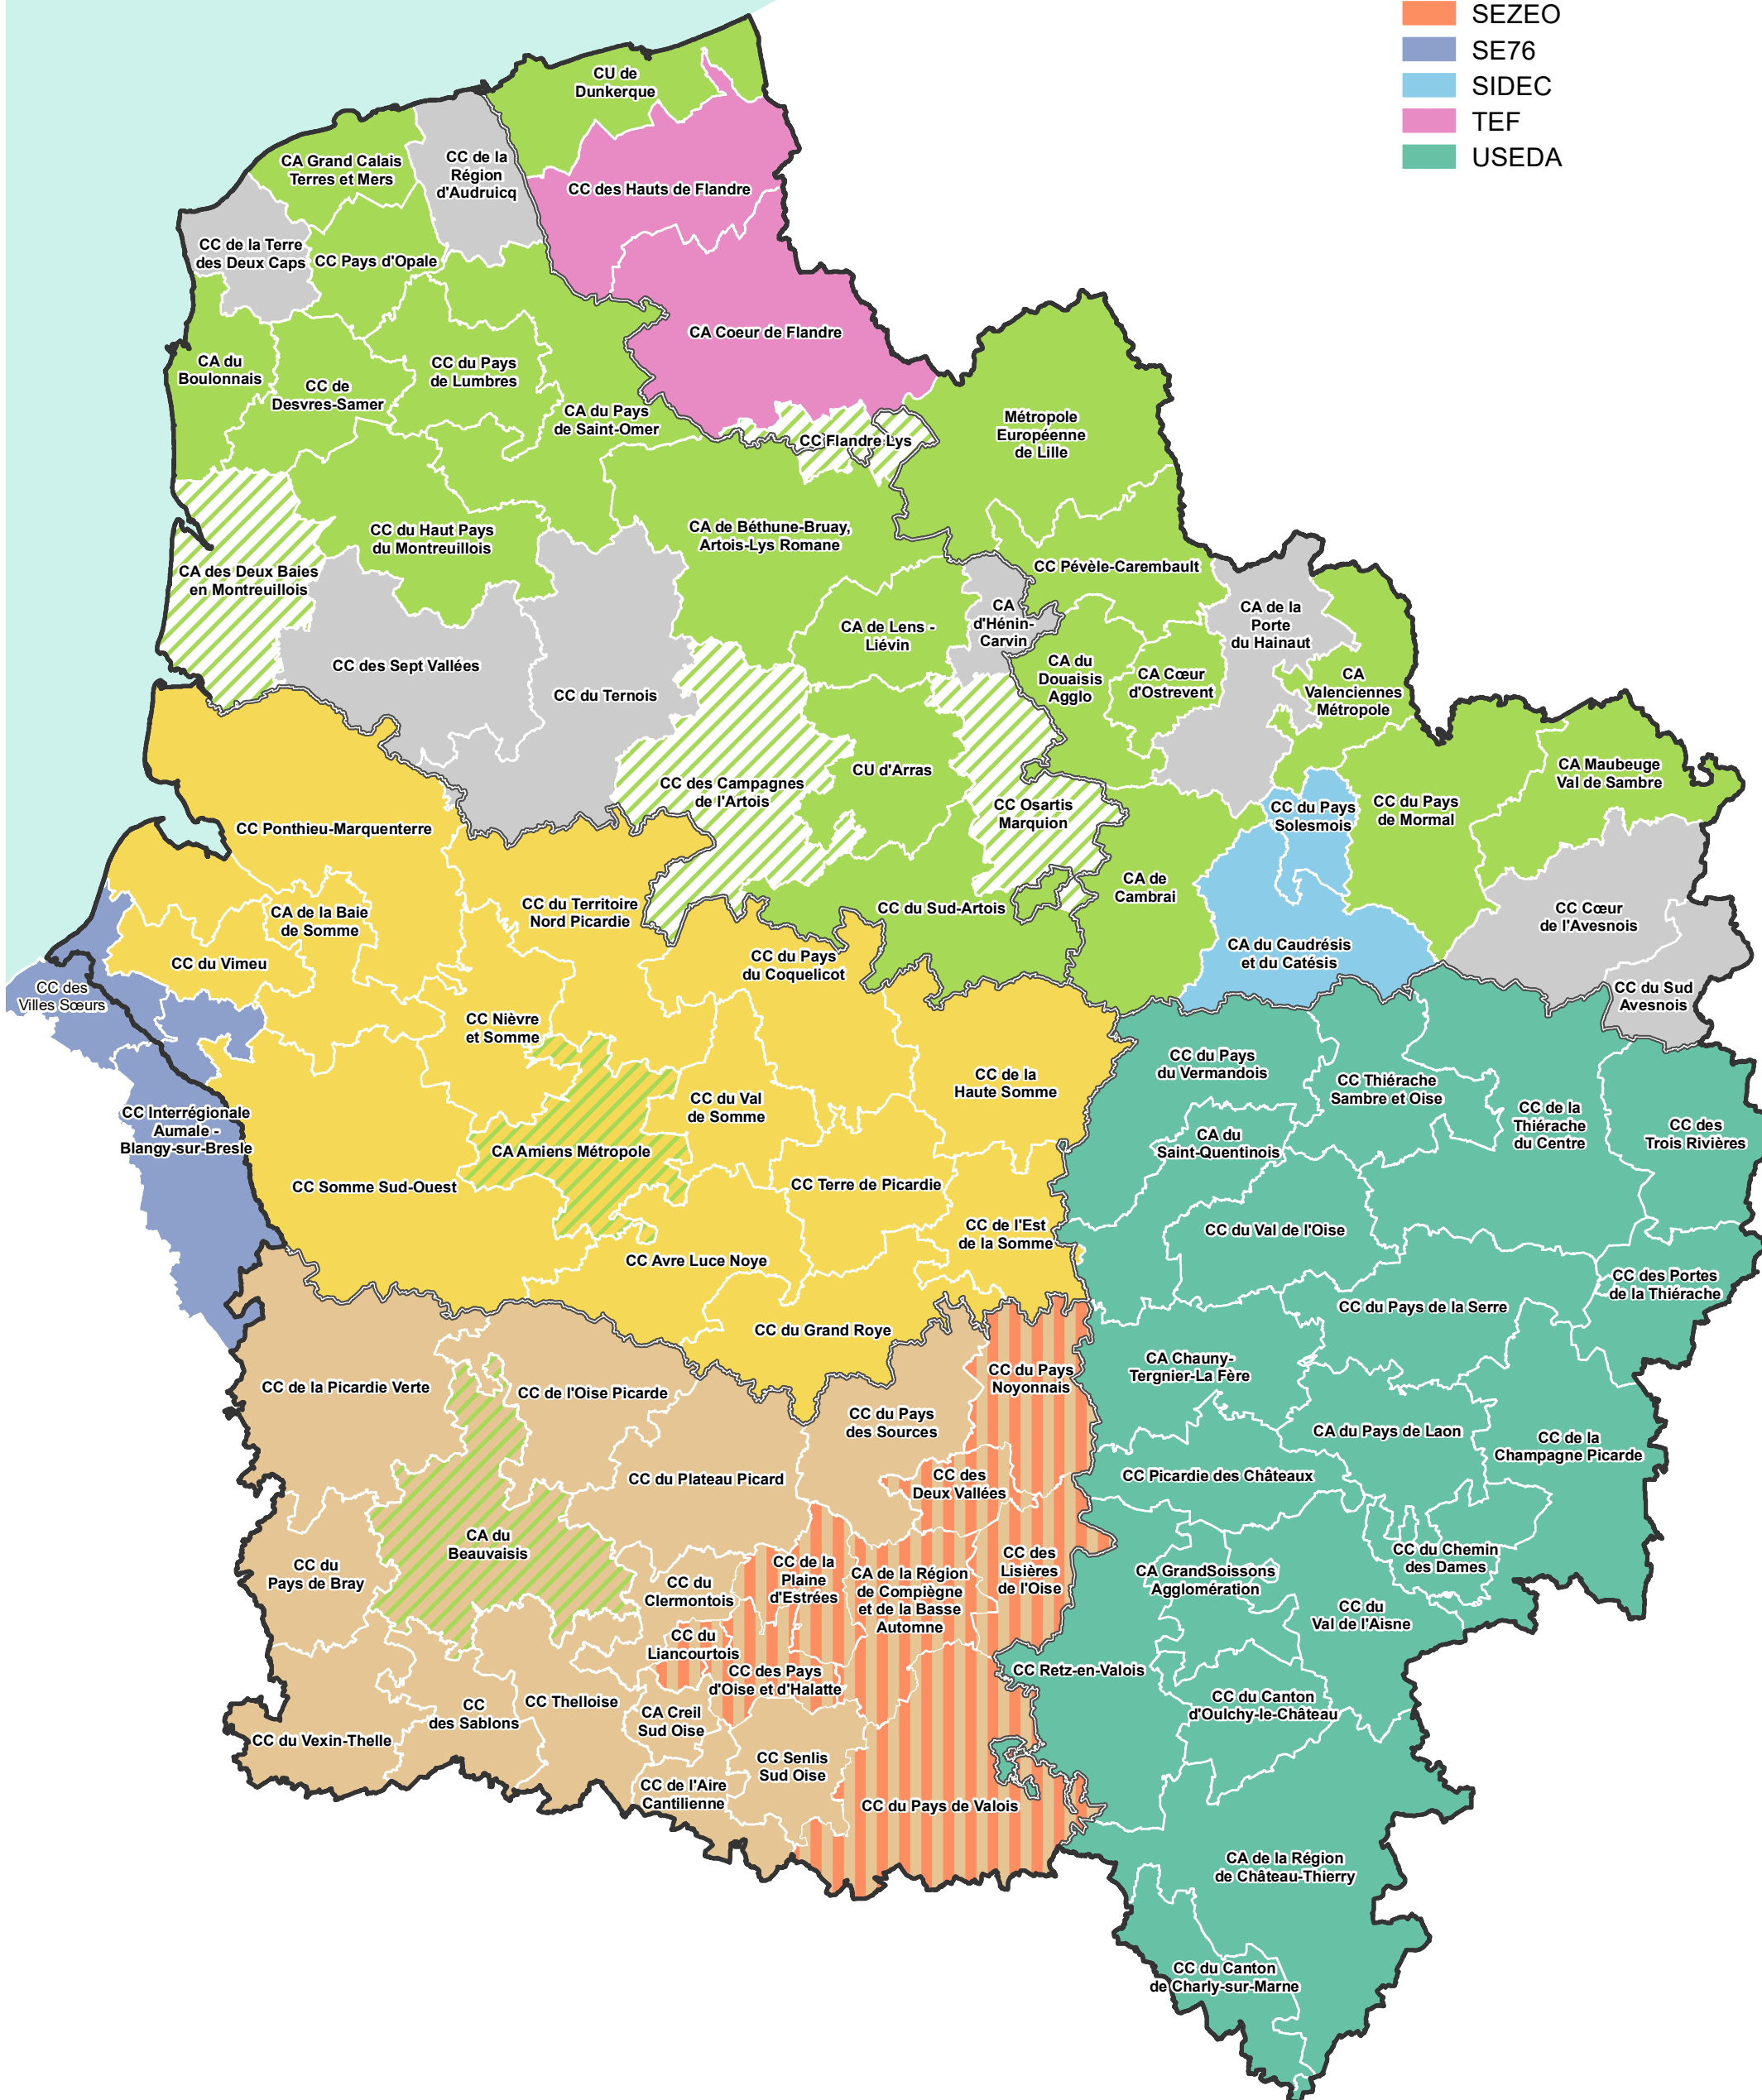 SEZEO
SE76
SIDEC
TEF
USEDA
CU de
Dunkerque
CA Grand Calais
Terres et Mers
CC de la
Région
d'Audruicq
CC des Hauts de Flandre
CC de la Terre
des Deux Caps
CC Pays d'Opale
CA Coeur de Flandre
CA du
Boulonnais
CC de
Desvres-Samer
CC du Pays
de Lumbres
CA du Pays
de Saint-Omer
CC Flandre Lys
Métropole
Européenne
de Lille
CC du Haut Pays
du Montreuillois
CA de Béthune-Bruay,
Artois-Lys Romane
CA des Deux Baies
en Montreuillois
CC Pévèle-Carembault
CA
d'Hénin-
Carvin
CA de Lens -
Liévin
CA de la
Porte
du Hainaut
CC des Sept Vallées
CC du Ternois
CA du
Douaisis
Agglo
CA Cœur
d'Ostrevent
CA
Valenciennes
Métropole
CC des Campagnes
de l'Artois
CU d'Arras
CC Osartis
Marquion
CC du Pays
Solesmois
CC du Pays
de Mormal
CA Maubeuge
Val de Sambre
CC Ponthieu-Marquenterre
CA de la Baie
de Somme
CC du Territoire
Nord Picardie
CC du Sud-Artois
CA de
Cambrai
CC Cœur
de l'Avesnois
CC du Vimeu
CC du Pays
du Coquelicot
CA du Caudrésis
et du Catésis
CC des
Villes Sœurs
CC du Sud
Avesnois
CC Nièvre
et Somme
CC de la
Haute Somme
CC du Pays
du Vermandois
CC Thiérache
Sambre et Oise
CC Interrégionale
Aumale -
Blangy-sur-Bresle
CC du Val
de Somme
CC de la
Thiérache
du Centre
CC des
Trois Rivières
CA Amiens Métropole
CA du
Saint-Quentinois
CC Somme Sud-Ouest
CC Terre de Picardie
CC de l'Est
de la Somme
CC du Val de l'Oise
CC Avre Luce Noye
CC des Portes
de la Thiérache
CC du Pays de la Serre
CC du Grand Roye
CC de la Picardie Verte
CC de l'Oise Picarde
CC du Pays
Noyonnais
CA Chauny-
Tergnier-La Fère
CC du Pays
des Sources
CA du Pays de Laon
CC de la
Champagne Picarde
CC du Plateau Picard
CC des
Deux Vallées
CC Picardie des Châteaux
CA du
Beauvaisis
CC du
Pays de Bray
CC du
Clermontois
CC de la
Plaine
d'Estrées
CA de la Région
de Compiègne
et de la Basse
Automne
CC des
Lisières
de l'Oise
CA GrandSoissons
Agglomération
CC du Chemin
des Dames
CC du
Val de l'Aisne
CC du
Liancourtois
CC des Pays
d'Oise et d'Halatte
CC Retz-en-Valois
CC du Vexin-Thelle
CC
des Sablons
CC Thelloise
CA Creil
Sud Oise
CC du Canton
d'Oulchy-le-Château
CC Senlis
Sud Oise
CC de l'Aire
Cantilienne
CC du Pays de Valois
CA de la Région
de Château-Thierry
CC du Canton
de Charly-sur-Marne